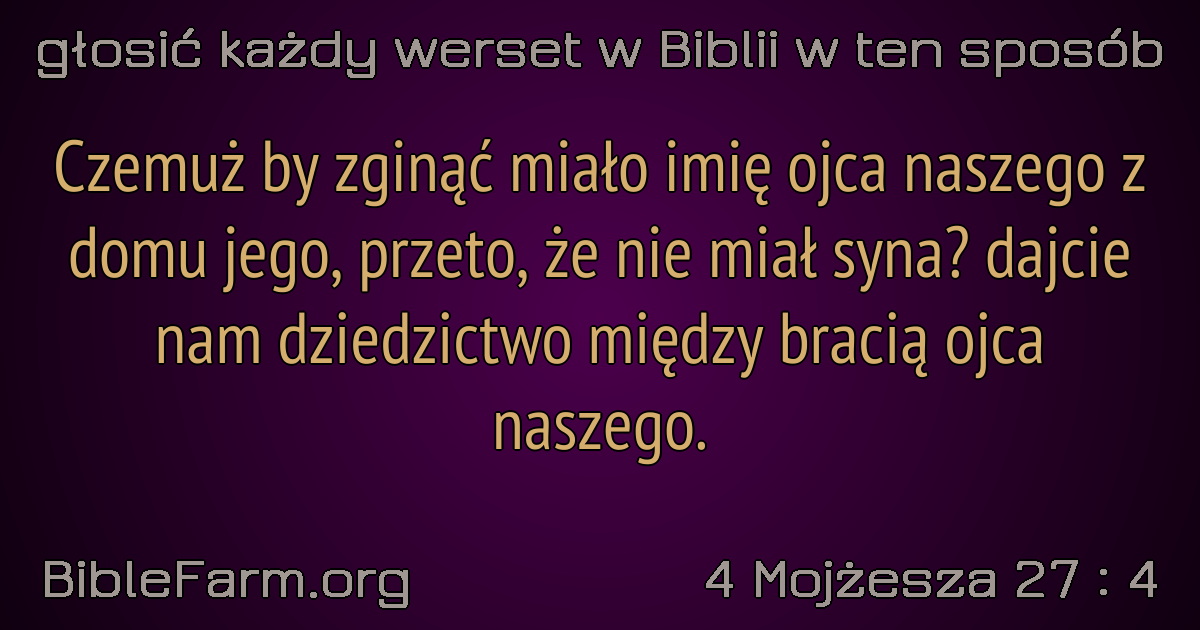 głosić każdy werset w Biblii w ten sposób
Czemuż by zginąć miało imię ojca naszego z
domu jego, przeto, że nie miał syna? dajcie
nam dziedzictwo między bracią ojca
naszego.
BibleFarm.org
4 Mojżesza 27 : 4